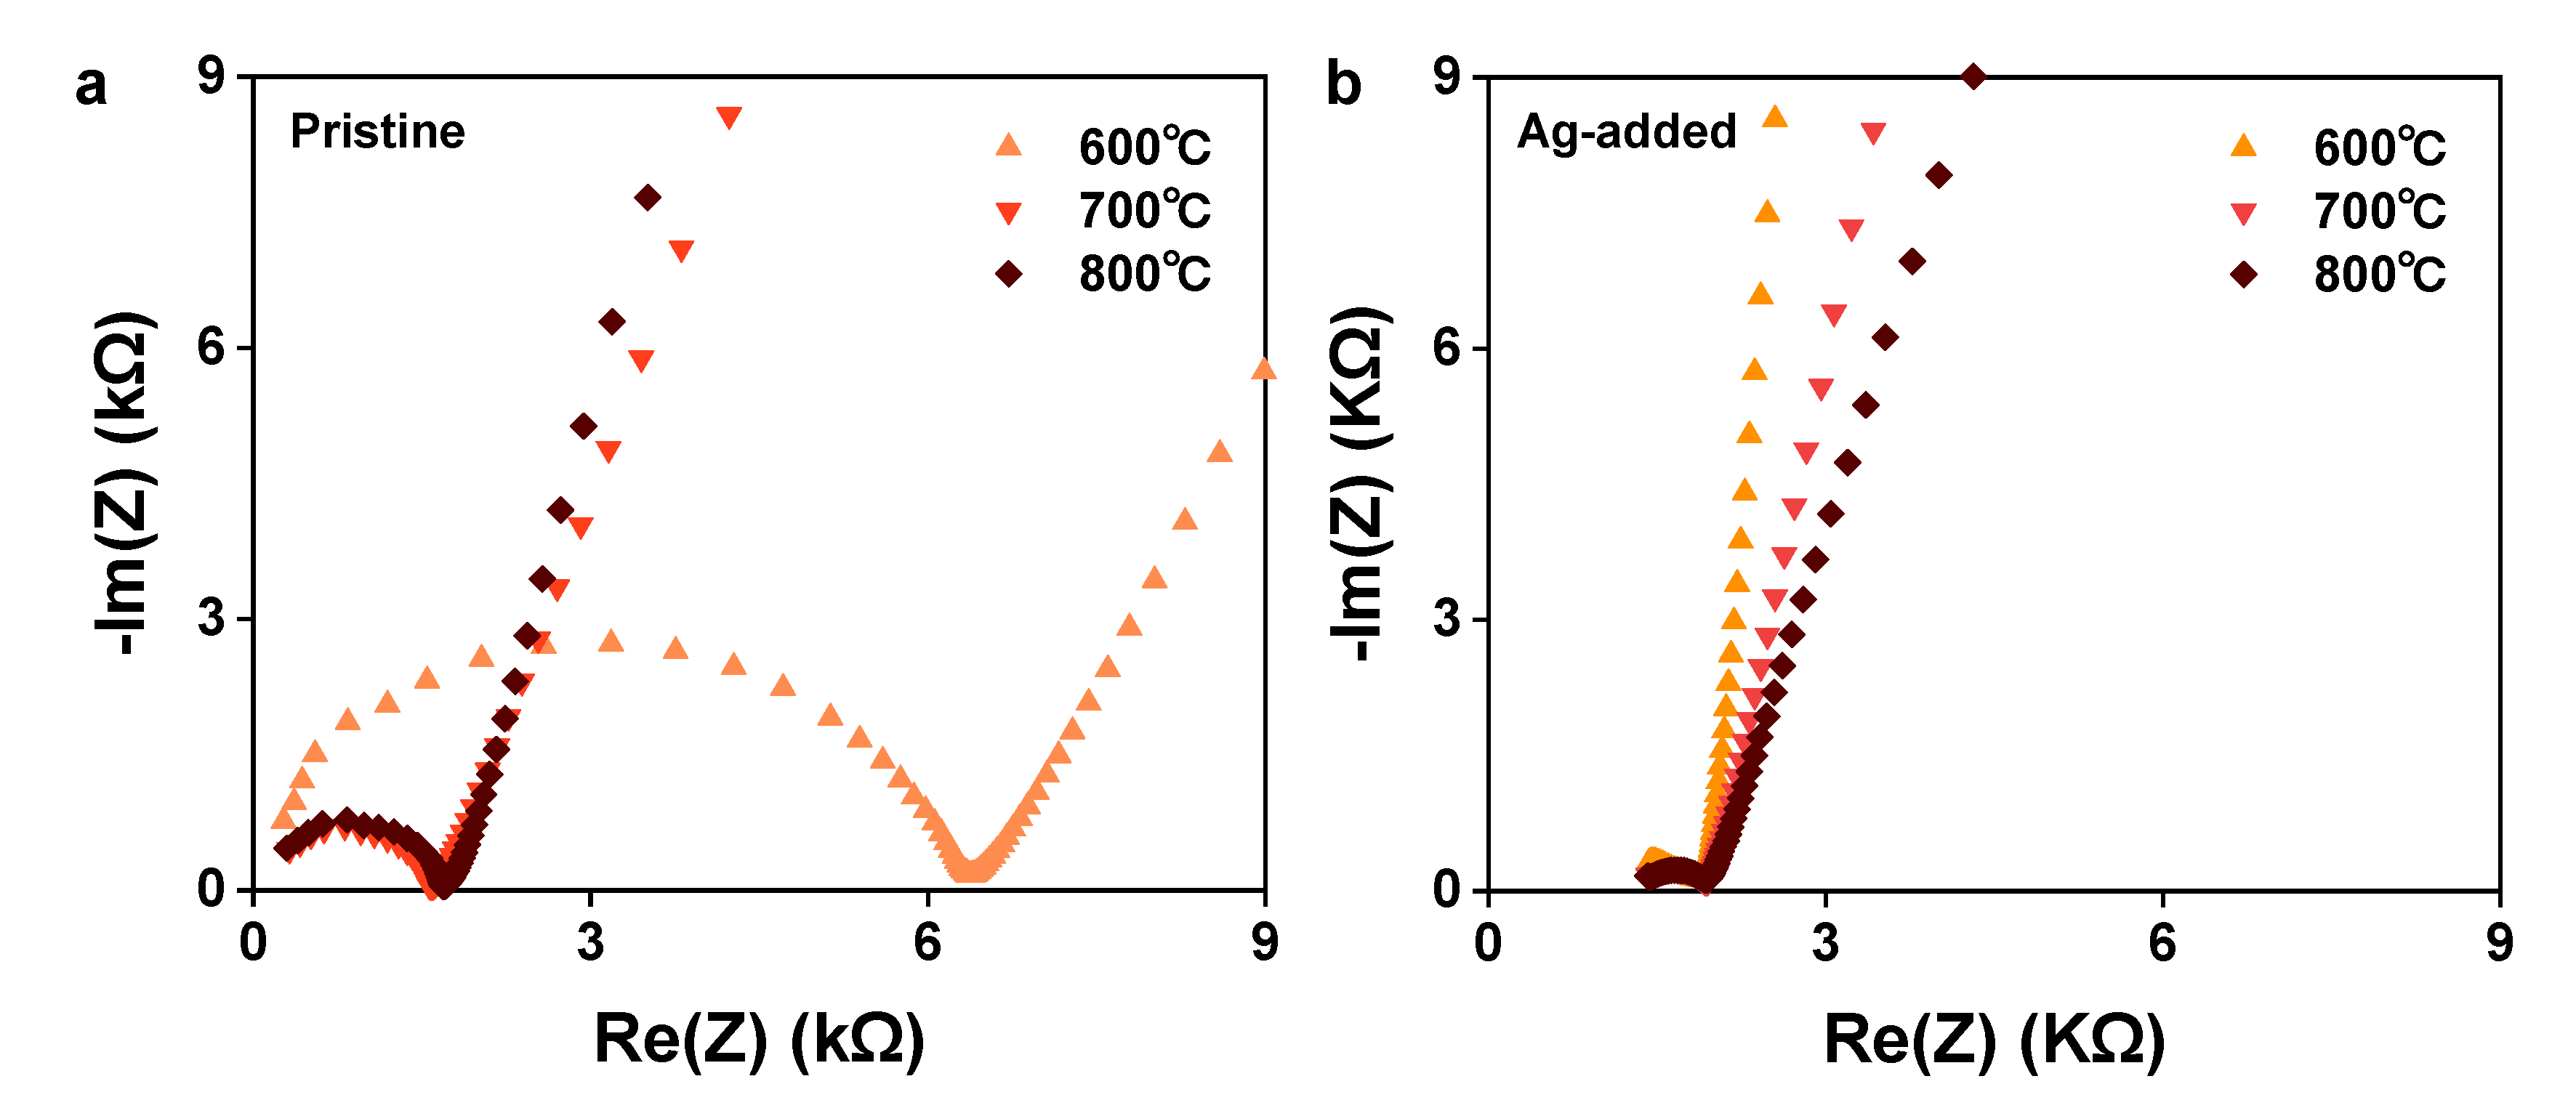 a
Pristine
600℃
700℃
800℃
9
6
3
0
0 3 6 9
-Im(Z) (kΩ)
Re(Z) (kΩ)
b
Ag-added
600℃
700℃
800℃
9
6
3
0
0 3 6 9
-Im(Z) (KΩ)
Re(Z) (KΩ)